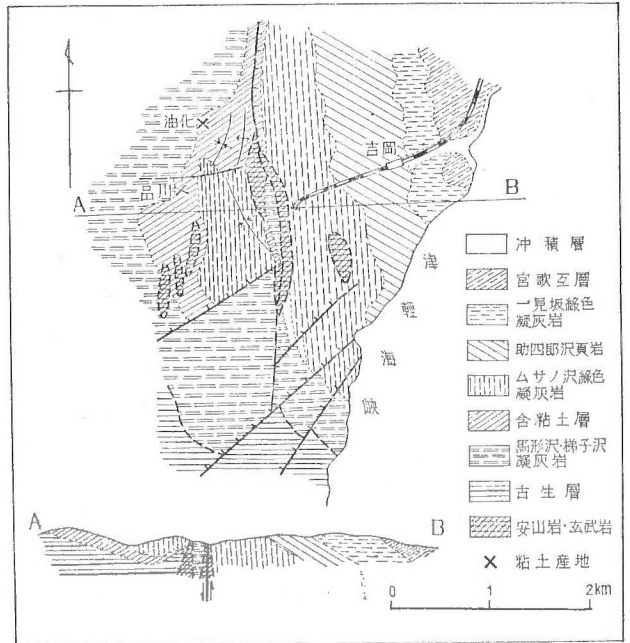 油化
吉岡
品川
A
B
津
軽
海
峡
沖積層
宮歌互層
一見坂緑色
凝灰岩
助四郎沢頁岩
ムサノ沢緑色
凝灰岩
含粘土層
馬形沢・梯子沢
凝灰岩
古生層
安山岩・玄武岩
粘土産地
A
B
0 1 2km